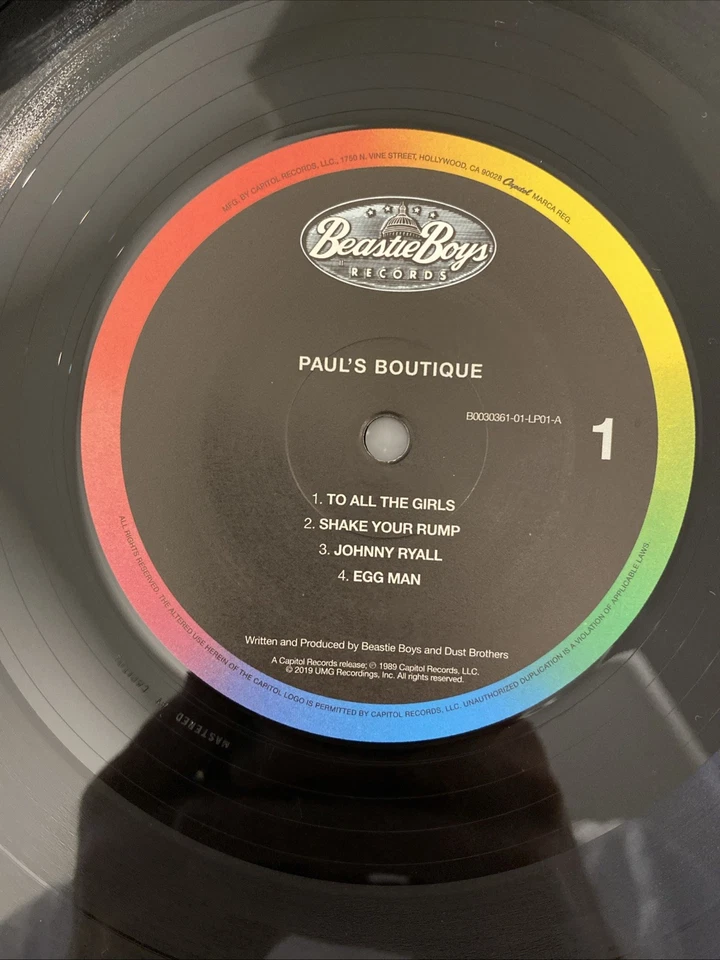 MFG. BY CAPITOL RECORDS, LLC., 1750 N. VINE STREET, HOLLYWOOD, CA 90028 Capitol MARCA REG.
Beastie Boys
RECORDS
PAUL'S BOUTIQUE
B0030361-01-LP01-A
1
1. TO ALL THE GIRLS
2. SHAKE YOUR RUMP
3. JOHNNY RYALL
4. EGG MAN
Written and Produced by Beastie Boys and Dust Brothers
A Capitol Records release; ℗ 1989 Capitol Records, LLC.
© 2019 UMG Recordings, Inc. All rights reserved.
ALL RIGHTS RESERVED. THE ALTERED USE HEREIN OF THE CAPITOL LOGO IS PERMITTED BY CAPITOL RECORDS, LLC. UNAUTHORIZED DUPLICATION IS A VIOLATION OF APPLICABLE LAWS.
MASTERED